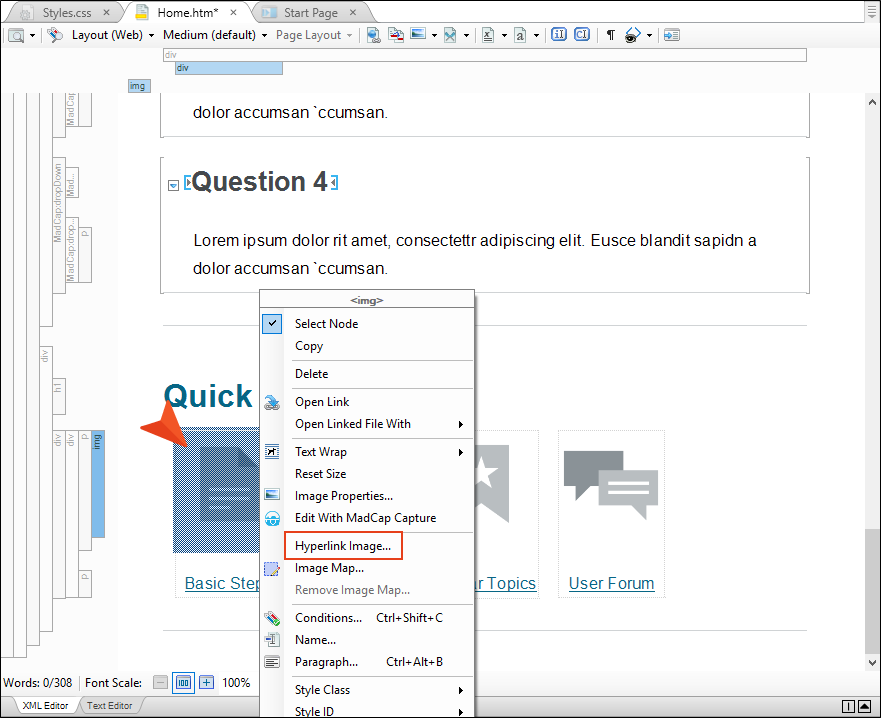 Styles.css
Home.htm*
Start Page
Layout (Web)
Medium (default)
Page Layout
div
div
img
MadCap
dolor accumsan `ccumsan.
MadCap:dropDown
Mad...
MadCap:drop...
p
Question 4
Lorem ipsum dolor rit amet, consectettr adipiscing elit. Eusce blandit sapidn a
dolor accumsan `ccumsan.
<img>
Select Node
Copy
Delete
Open Link
Open Linked File With
Text Wrap
Reset Size
Image Properties...
Edit With MadCap Capture
Hyperlink Image...
Image Map...
Remove Image Map...
Conditions... Ctrl+Shift+C
Name...
Paragraph... Ctrl+Alt+B
Style Class
Style ID
div
h1
Quick
div
div
p
img
p
Basic Step
r Topics
User Forum
Words: 0/308
Font Scale:
100%
XML Editor
Text Editor